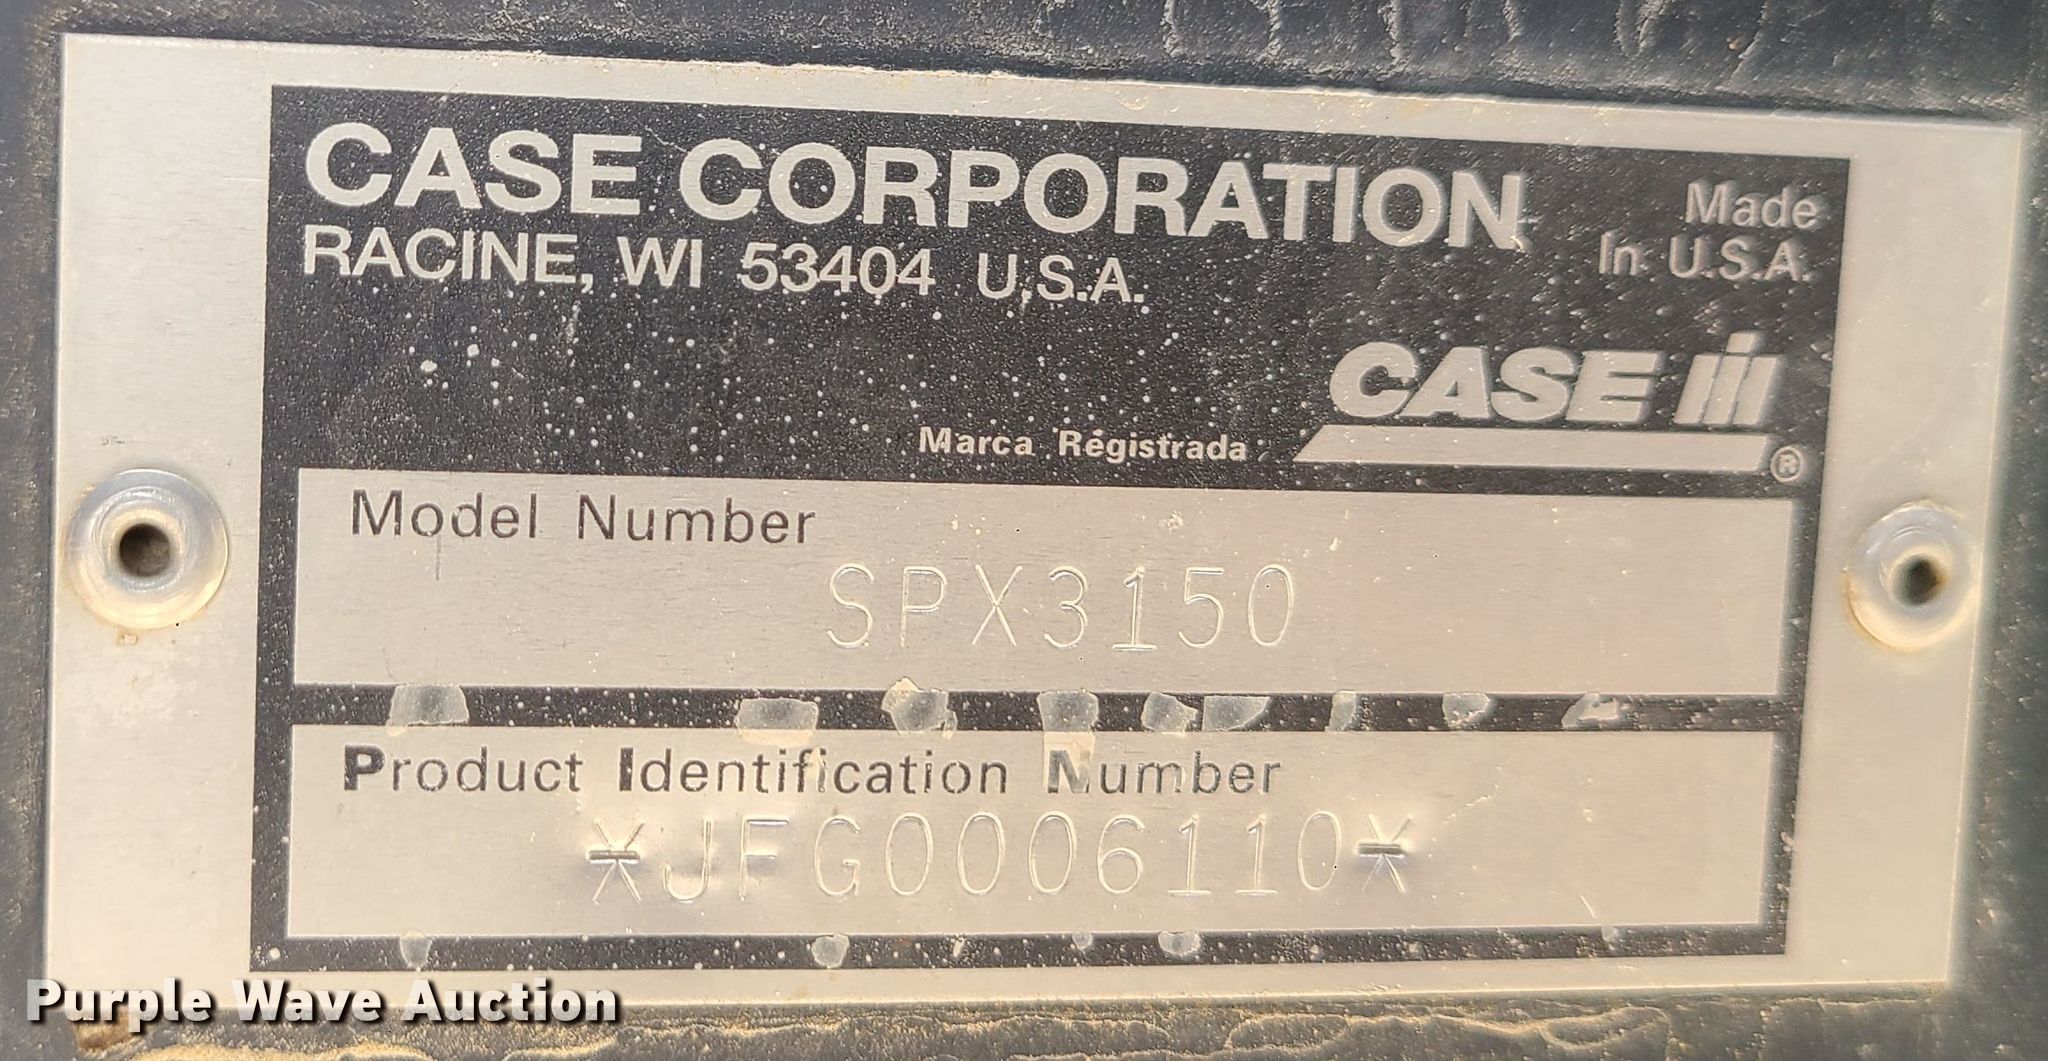 CASE CORPORATION
RACINE, WI 53404 U.S.A.
Made
In U.S.A.
CASE IH
Marca Registrada
®
Model Number
SPX3150
Product Identification Number
*JFG0006110*
Purple Wave Auction